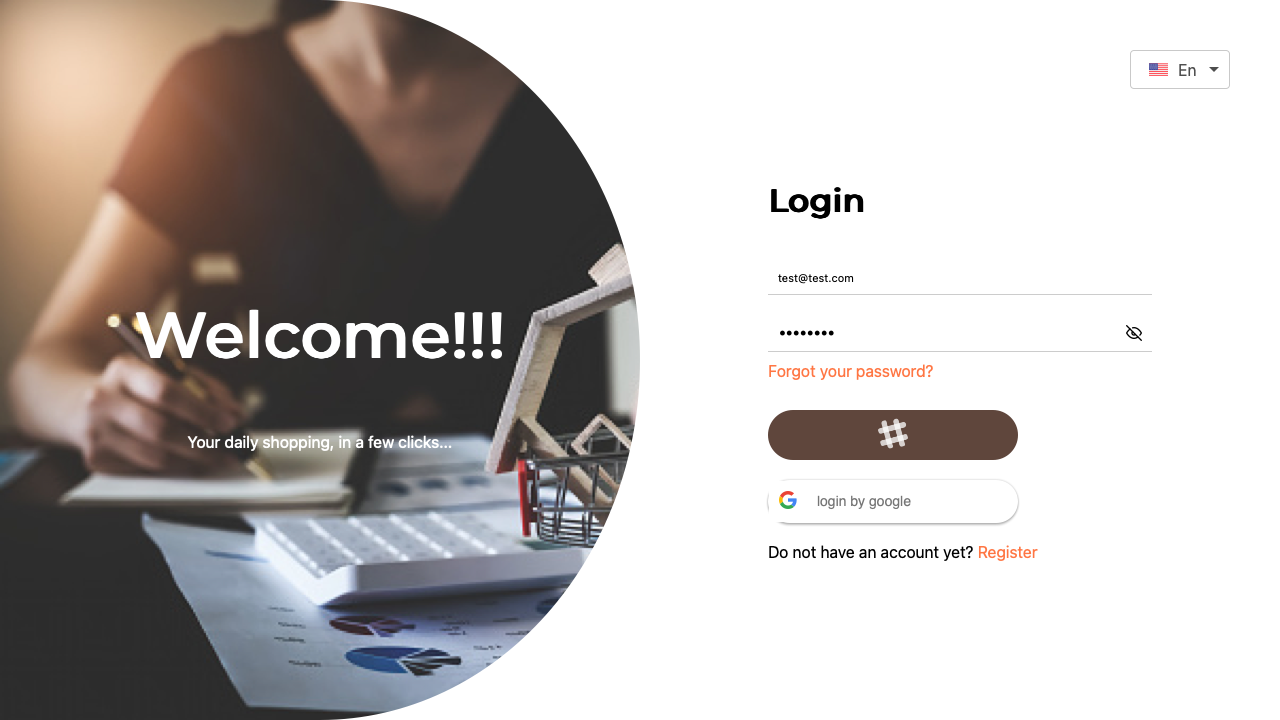 En
Login
test@test.com
••••••••
Forgot your password?
Welcome!!!
Your daily shopping, in a few clicks...
login by google
Do not have an account yet? Register